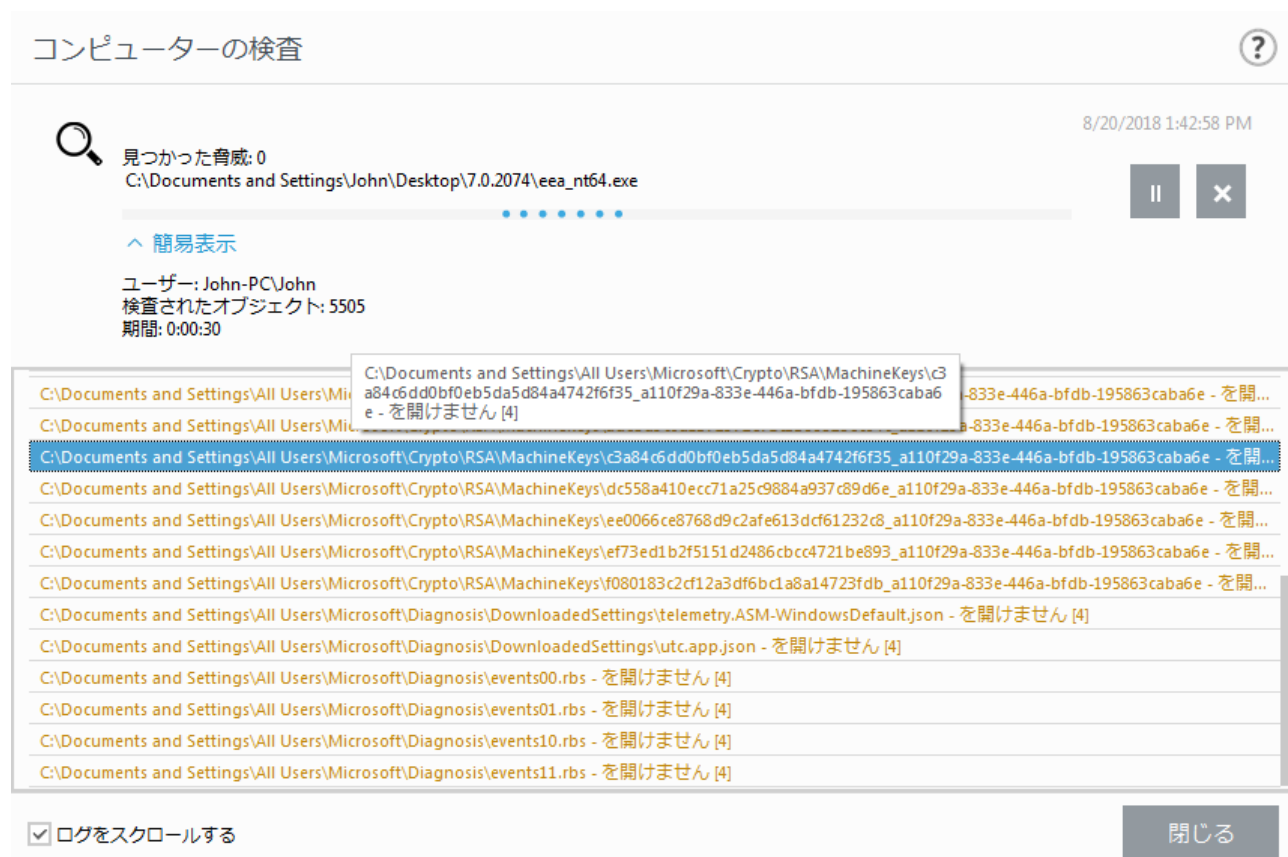 コンピューターの検査
?
8/20/2018 1:42:58 PM
見つかった脅威: 0
C:\Documents and Settings\John\Desktop\7.0.2074\eea_nt64.exe
簡易表示
ユーザー: John-PC\John
検査されたオブジェクト: 5505
期間: 0:00:30
C:\Documents and Settings\All Users\Microsoft\Crypto\RSA\MachineKeys\c3
a84c6dd0bf0eb5da5d84a4742f6f35_a110f29a-833e-446a-bfdb-195863caba6
e - を開けません [4]
C:\Documents and Settings\All Users\Mi -833e-446a-bfdb-195863caba6e - を開...
C:\Documents and Settings\All Users -833e-446a-bfdb-195863caba6e - を開...
C:\Documents and Settings\All Users\Microsoft\Crypto\RSA\MachineKeys\c3a84c6dd0bf0eb5da5d84a4742f6f35_a110f29a-833e-446a-bfdb-195863caba6e - を開...
C:\Documents and Settings\All Users\Microsoft\Crypto\RSA\MachineKeys\dc558a410ecc71a25c9884a937c89d6e_a110f29a-833e-446a-bfdb-195863caba6e - を開...
C:\Documents and Settings\All Users\Microsoft\Crypto\RSA\MachineKeys\ee0066ce8768d9c2afe613dcf61232c8_a110f29a-833e-446a-bfdb-195863caba6e - を開...
C:\Documents and Settings\All Users\Microsoft\Crypto\RSA\MachineKeys\ef73ed1b2f5151d2486cbcc4721be893_a110f29a-833e-446a-bfdb-195863caba6e - を開...
C:\Documents and Settings\All Users\Microsoft\Crypto\RSA\MachineKeys\f080183c2cf12a3df6bc1a8a14723fdb_a110f29a-833e-446a-bfdb-195863caba6e - を開...
C:\Documents and Settings\All Users\Microsoft\Diagnosis\DownloadedSettings\telemetry.ASM-WindowsDefault.json - を開けません [4]
C:\Documents and Settings\All Users\Microsoft\Diagnosis\DownloadedSettings\utc.app.json - を開けません [4]
C:\Documents and Settings\All Users\Microsoft\Diagnosis\events00.rbs - を開けません [4]
C:\Documents and Settings\All Users\Microsoft\Diagnosis\events01.rbs - を開けません [4]
C:\Documents and Settings\All Users\Microsoft\Diagnosis\events10.rbs - を開けません [4]
C:\Documents and Settings\All Users\Microsoft\Diagnosis\events11.rbs - を開けません [4]
ログをスクロールする
閉じる